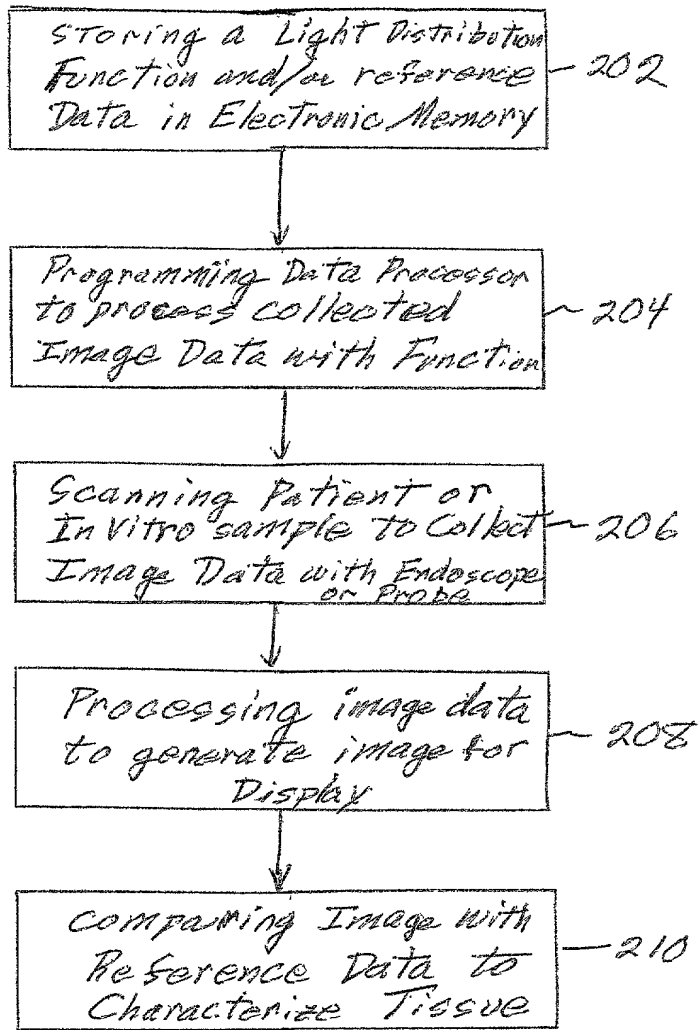 Storing a Light Distribution
Function and/or reference
Data in Electronic Memory
202
Programming Data Processor
to process collected
Image Data with Function
204
Scanning Patient or
In Vitro sample to Collect
Image Data with Endoscope
or Probe
206
Processing image data
to generate image for
Display
208
comparing Image with
Reference Data to
Characterize Tissue
210